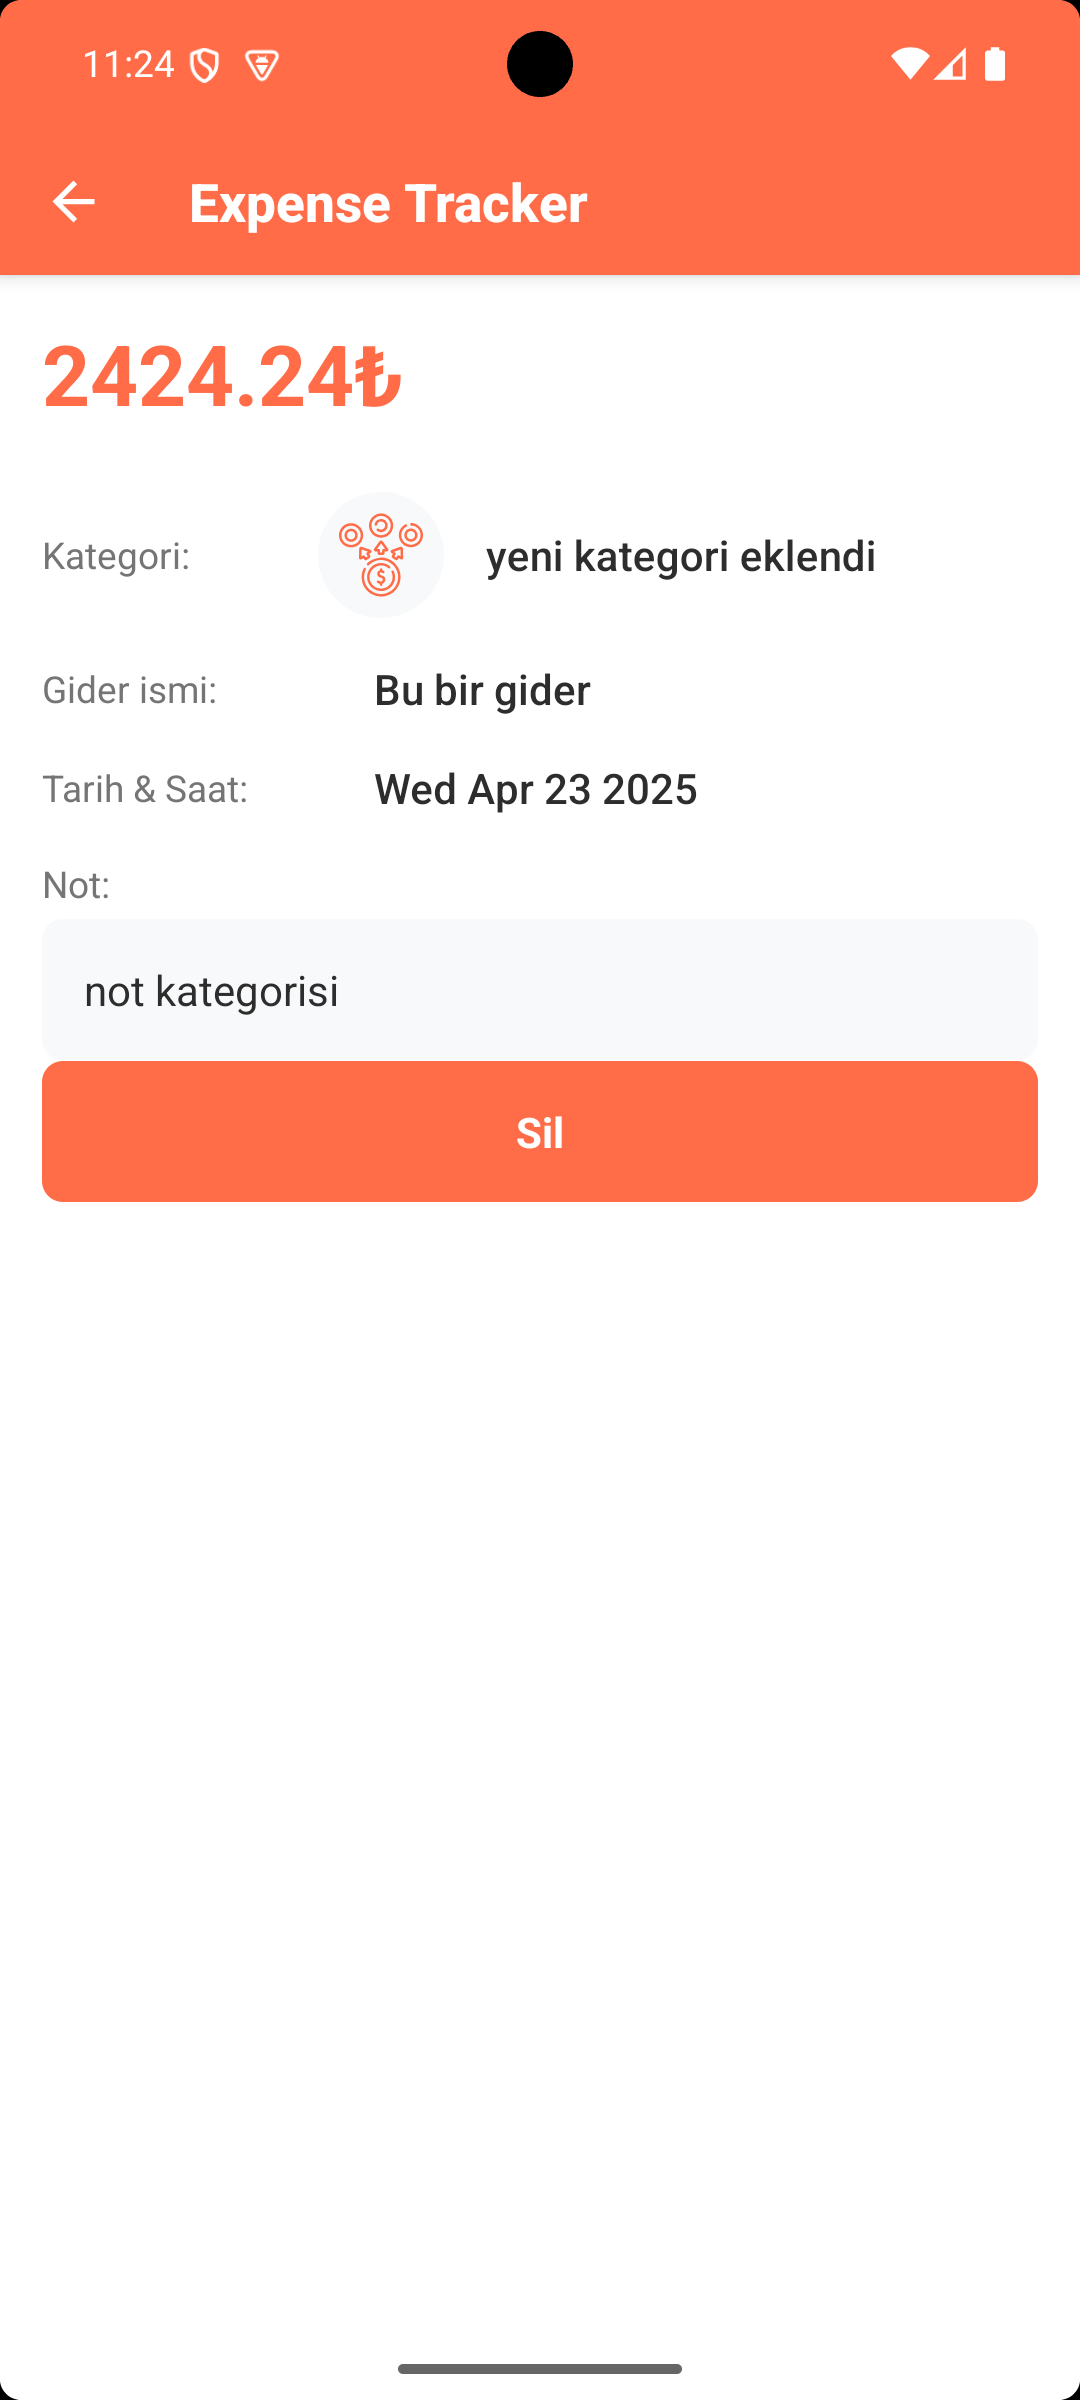 11:24
Expense Tracker
2424.24₺
Kategori: yeni kategori eklendi
Gider ismi: Bu bir gider
Tarih & Saat: Wed Apr 23 2025
Not:
not kategorisi
Sil